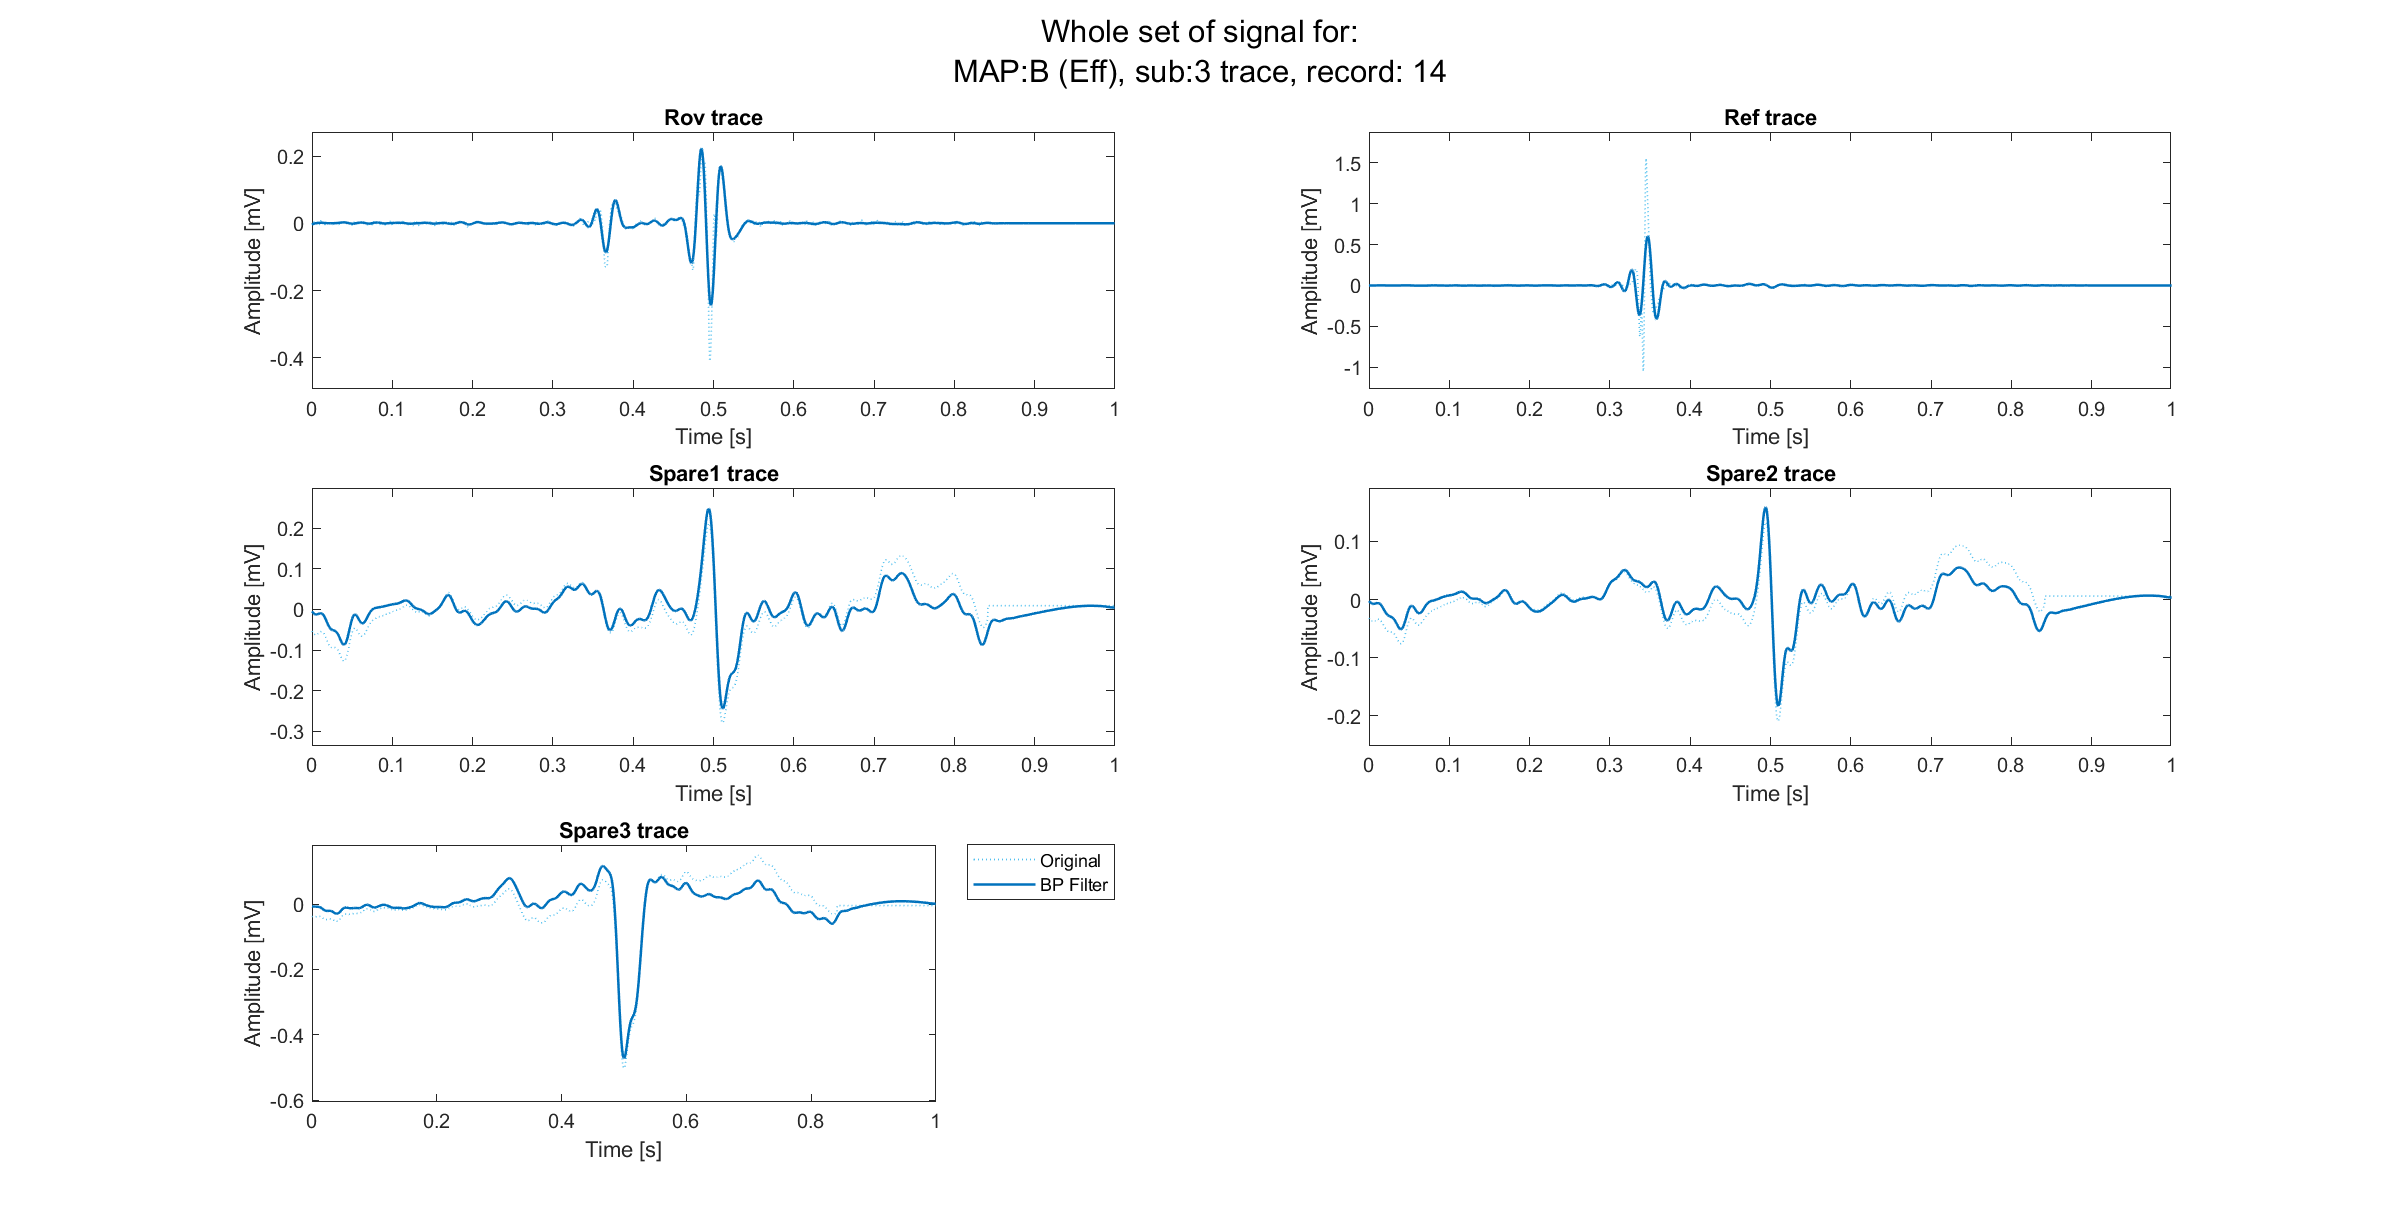 Whole set of signal for:
MAP:B (Eff), sub:3 trace, record: 14
Rov trace
Amplitude [mV]
0.2
0
-0.2
-0.4
0 0.1 0.2 0.3 0.4 0.5 0.6 0.7 0.8 0.9 1
Time [s]
Ref trace
Amplitude [mV]
1.5
1
0.5
0
-0.5
-1
0 0.1 0.2 0.3 0.4 0.5 0.6 0.7 0.8 0.9 1
Time [s]
Spare1 trace
Amplitude [mV]
0.2
0.1
0
-0.1
-0.2
-0.3
0 0.1 0.2 0.3 0.4 0.5 0.6 0.7 0.8 0.9 1
Time [s]
Spare2 trace
Amplitude [mV]
0.1
0
-0.1
-0.2
0 0.1 0.2 0.3 0.4 0.5 0.6 0.7 0.8 0.9 1
Time [s]
Spare3 trace
Amplitude [mV]
0
-0.2
-0.4
-0.6
0 0.2 0.4 0.6 0.8 1
Time [s]
Original
BP Filter